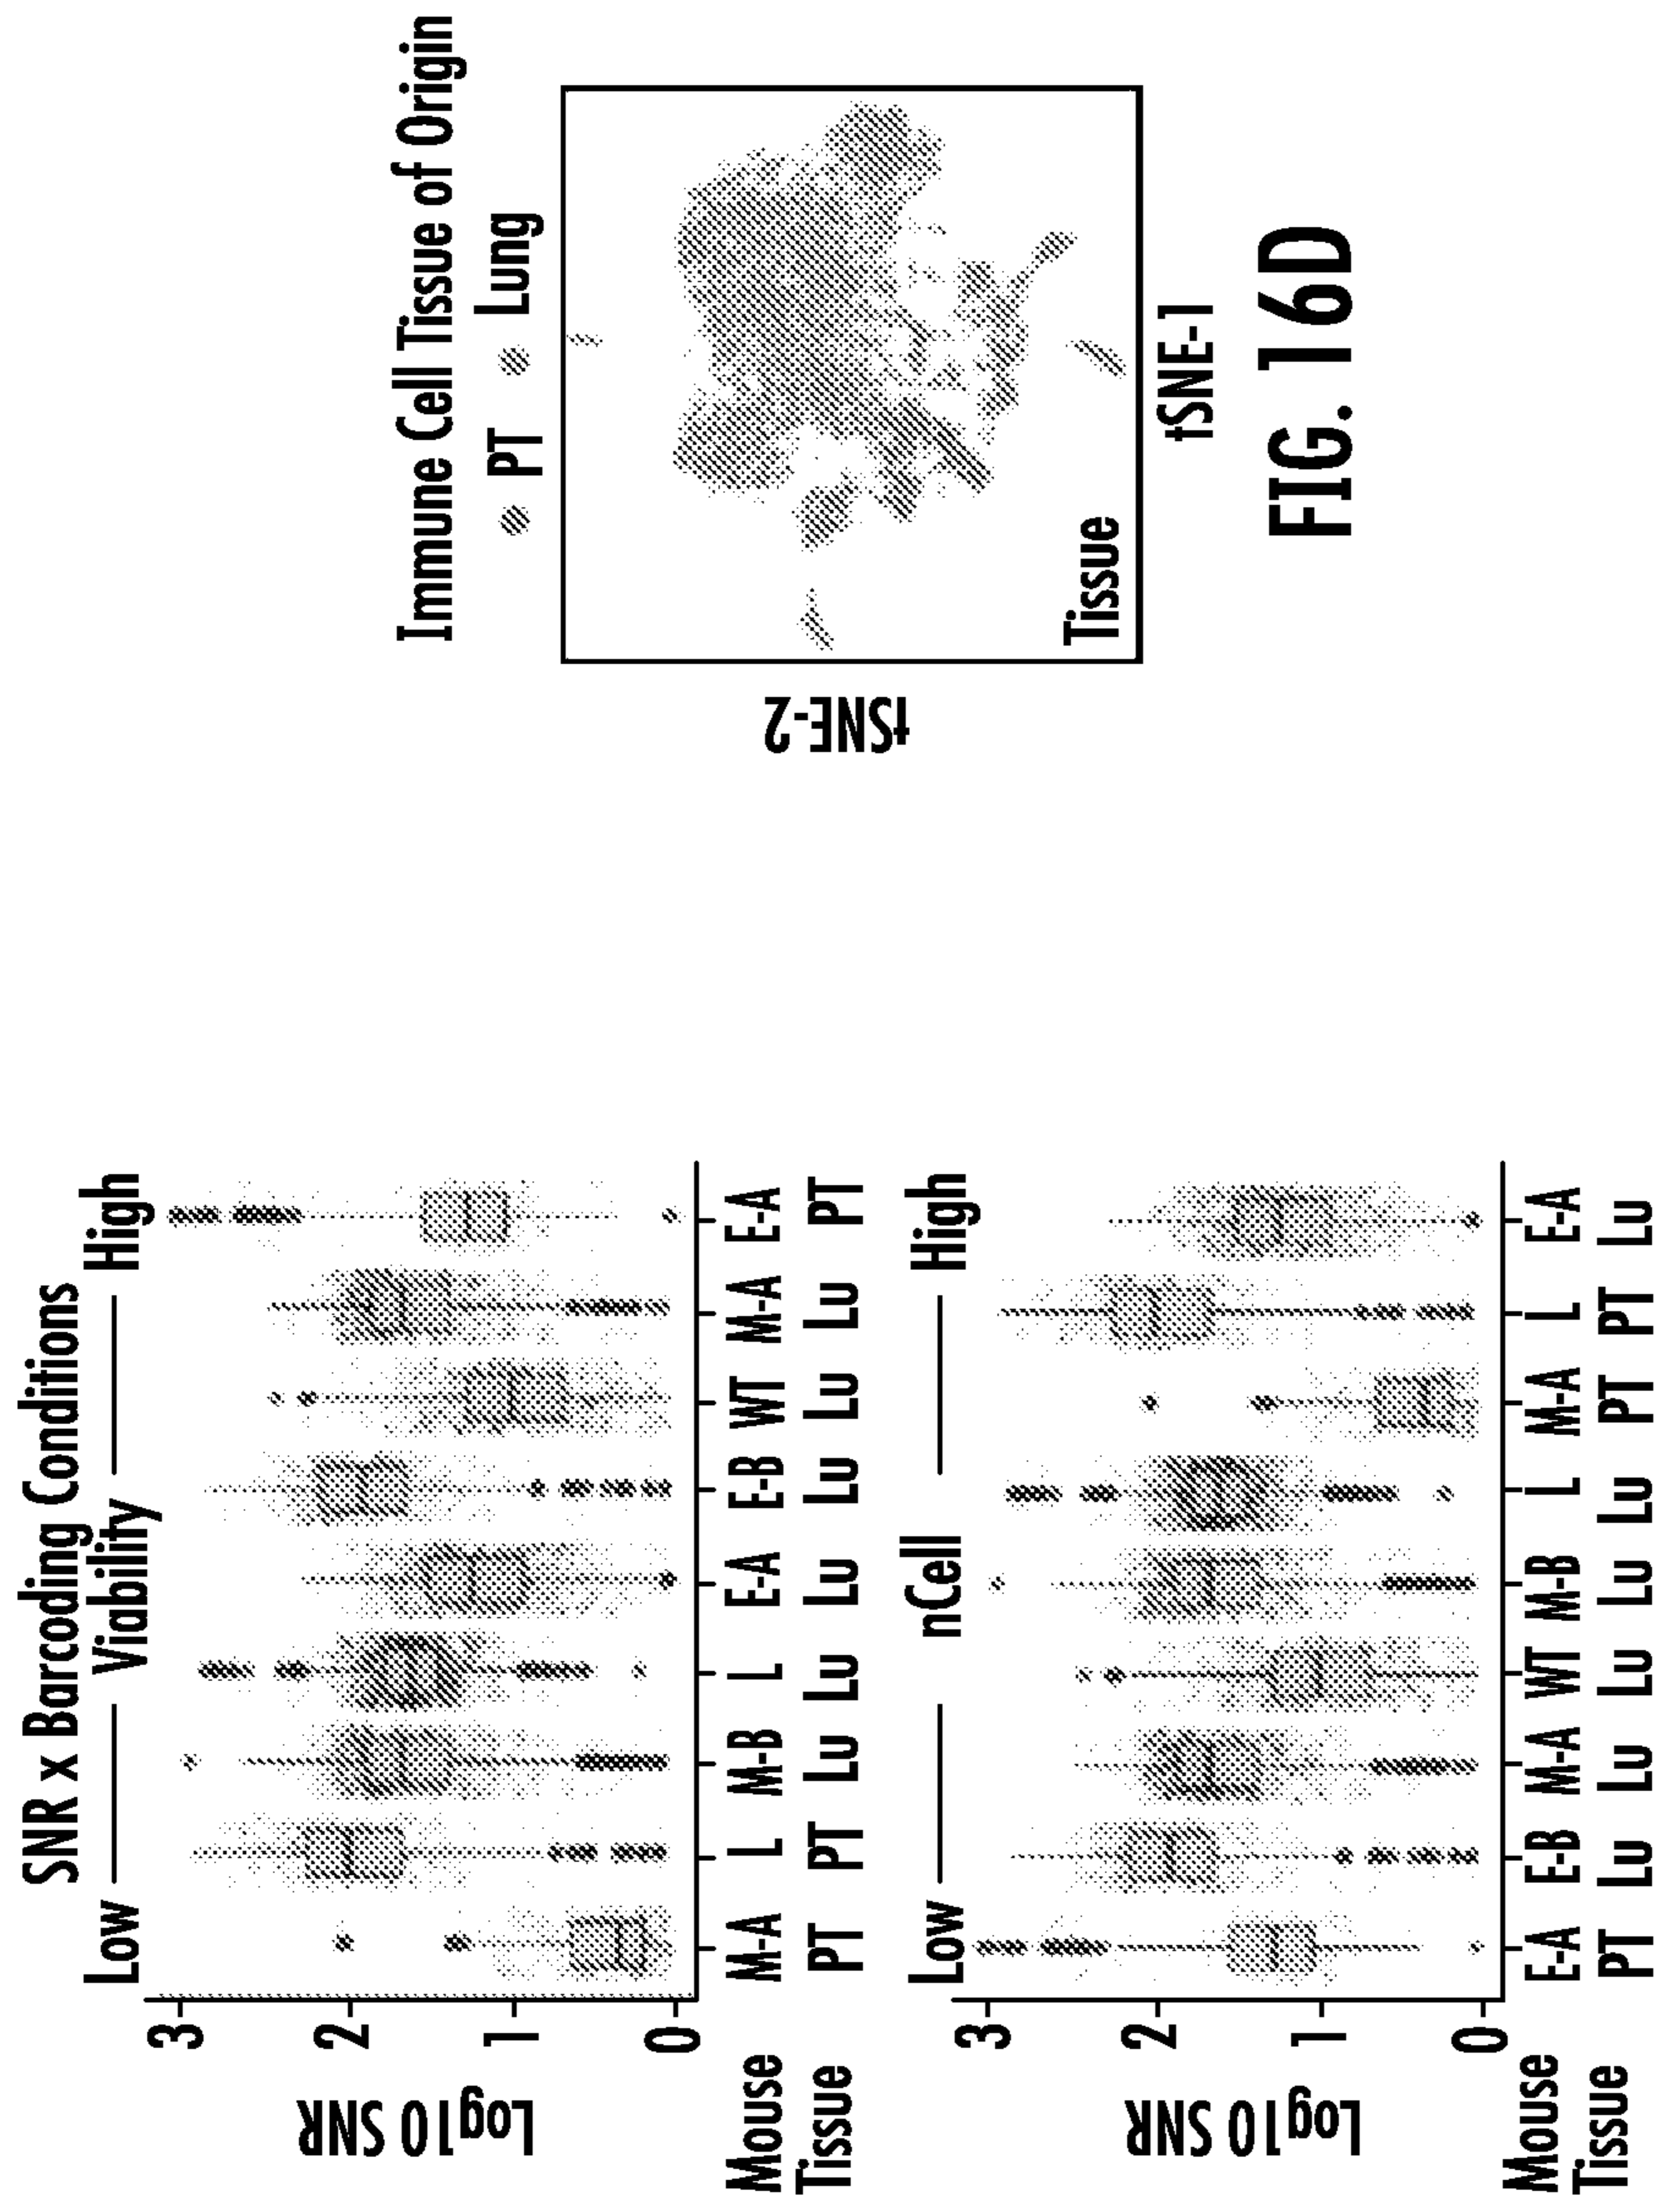 SNR x Barcoding Conditions
Low Viability High
Log10 SNR
3
2
1
0
Mouse M-A L M-B L E-A E-B WT M-A E-A
Tissue PT PT Lu Lu Lu Lu Lu Lu PT
Low nCell High
Log10 SNR
3
2
1
0
Mouse E-A E-B M-A WT M-B L M-A L E-A
Tissue PT Lu Lu Lu Lu Lu PT PT Lu
Immune Cell Tissue of Origin
PT Lung
tSNE-2
Tissue
tSNE-1
FIG. 16D